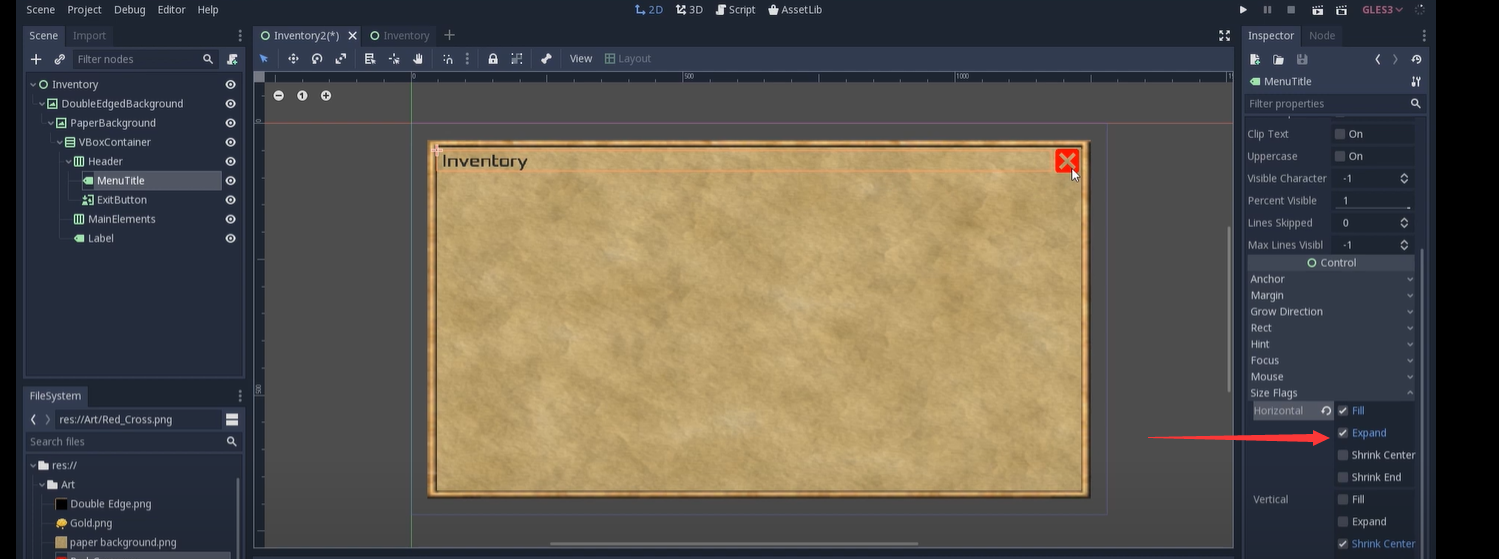 Scene Project Debug Editor Help
2D 3D Script AssetLib
GLES3
Scene Import
Filter nodes
Inventory
DoubleEdgedBackground
PaperBackground
VBoxContainer
Header
MenuTitle
ExitButton
MainElements
Label
FileSystem
res://Art/Red_Cross.png
Search files
res://
Art
Double Edge.png
Gold.png
paper background.png
Inventory2(*) Inventory
View Layout
0 500 1000
0
500
Inventory
Inspector Node
MenuTitle
Filter properties
Clip Text On
Uppercase On
Visible Character -1
Percent Visible 1
Lines Skipped 0
Max Lines Visibl -1
Control
Anchor
Margin
Grow Direction
Rect
Hint
Focus
Mouse
Size Flags
Horizontal Fill
Expand
Shrink Center
Shrink End
Vertical Fill
Expand
Shrink Center